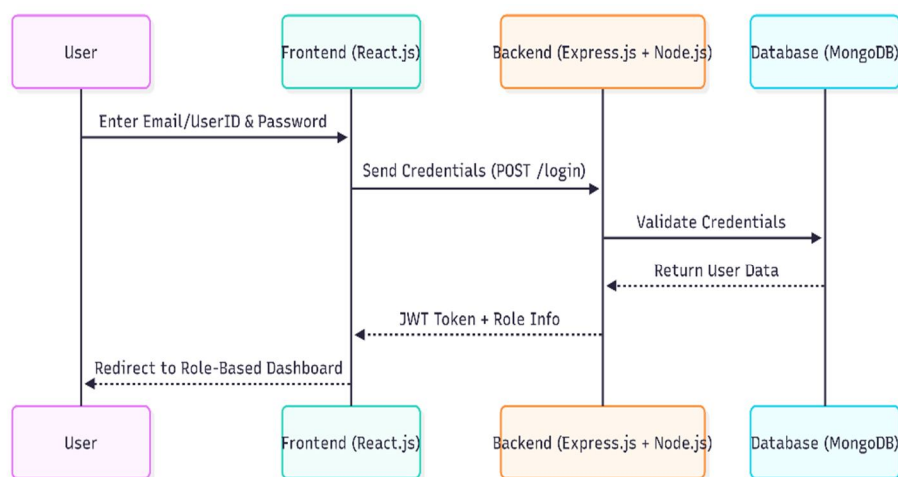 User
Frontend (React.js)
Backend (Express.js + Node.js)
Database (MongoDB)
Enter Email/UserID & Password
Send Credentials (POST /login)
Validate Credentials
Return User Data
JWT Token + Role Info
Redirect to Role-Based Dashboard
User
Frontend (React.js)
Backend (Express.js + Node.js)
Database (MongoDB)